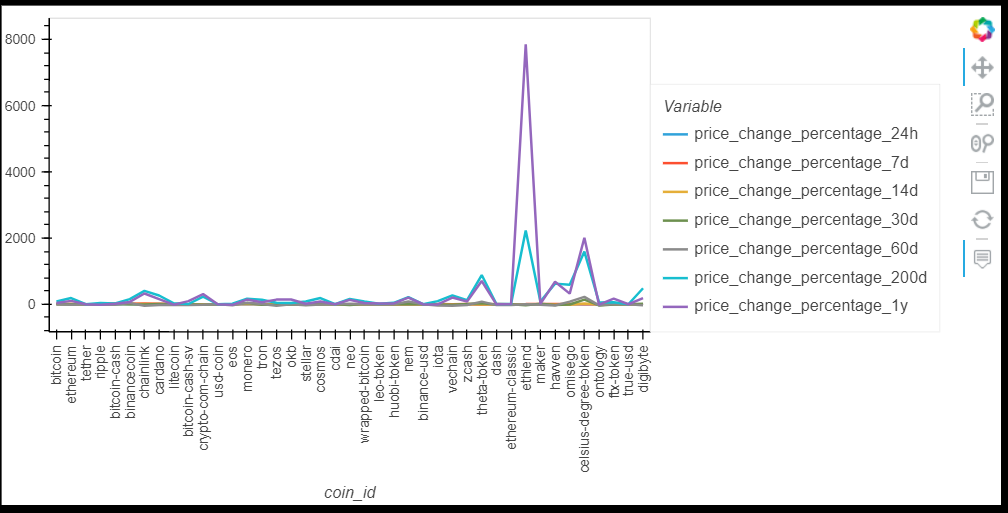 8000
6000
4000
2000
0
Variable
price_change_percentage_24h
price_change_percentage_7d
price_change_percentage_14d
price_change_percentage_30d
price_change_percentage_60d
price_change_percentage_200d
price_change_percentage_1y
bitcoin
ethereum
tether
ripple
bitcoin-cash
binancecoin
chainlink
cardano
litecoin
bitcoin-cash-sv
crypto-com-chain
usd-coin
eos
monero
tron
tezos
okb
stellar
cosmos
cdai
neo
wrapped-bitcoin
leo-token
huobi-token
nem
binance-usd
iota
vechain
zcash
theta-token
dash
ethereum-classic
ethlend
maker
havven
omisego
celsius-degree-token
ontology
ftx-token
true-usd
digibyte
coin_id